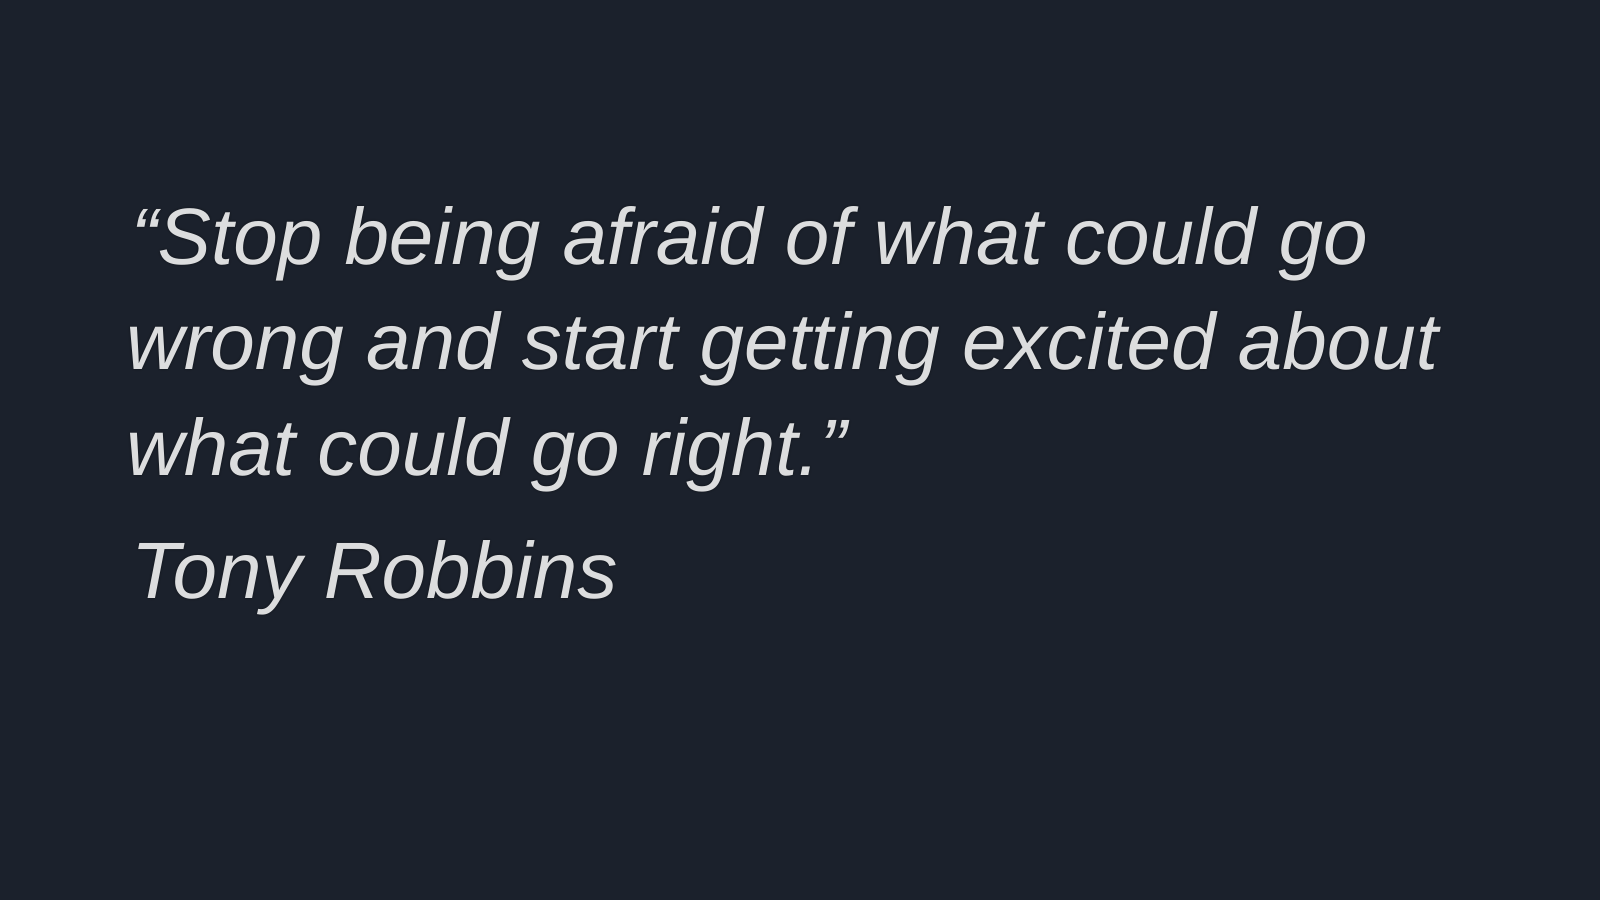 “Stop being afraid of what could go
wrong and start getting excited about
what could go right.”
Tony Robbins